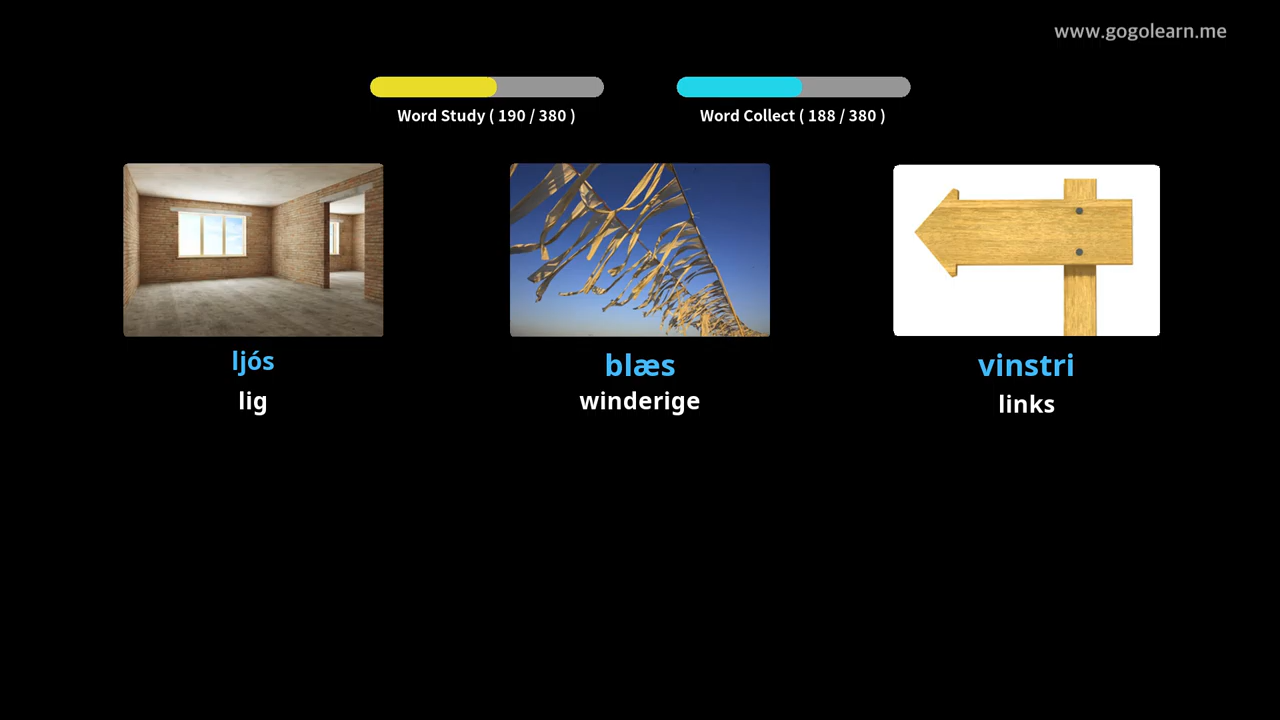 www.gogolearn.me
Word Study ( 190 / 380 )
Word Collect ( 188 / 380 )
ljós
blæs
vinstri
lig
winderige
links